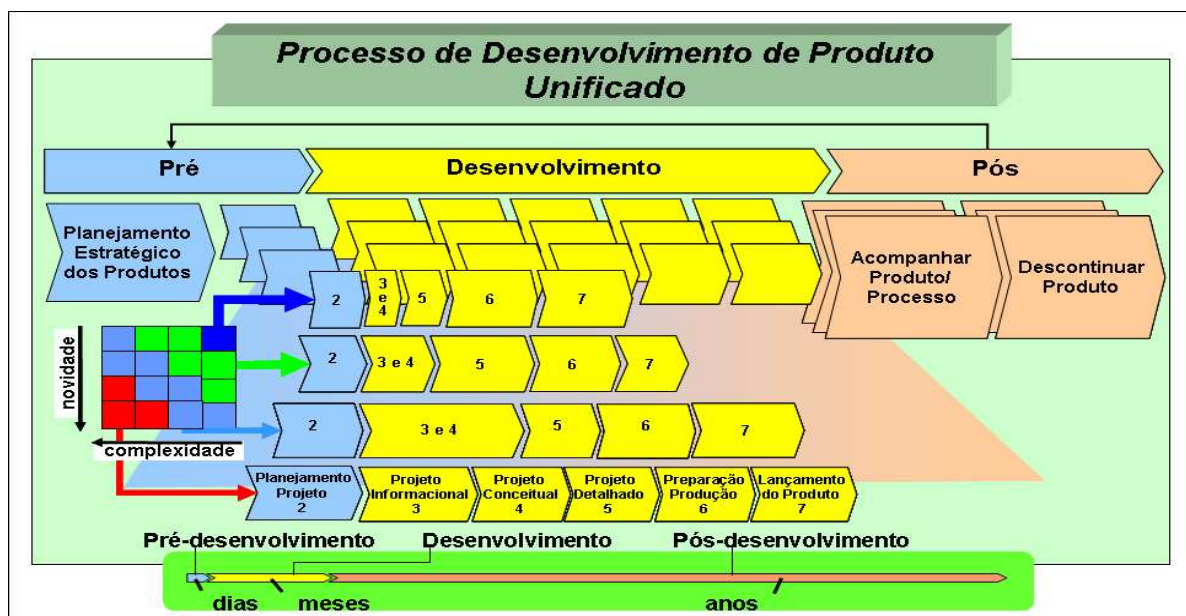 Processo de Desenvolvimento de Produto
Unificado
Pré
Desenvolvimento
Pós
Planejamento
Estratégico
dos Produtos
Acompanhar
Produto/
Processo
Descontinuar
Produto
2
3
e
4
5
6
7
2
3 e 4
5
6
7
novidade
complexidade
2
3 e 4
5
6
7
Planejamento
Projeto
2
Projeto
Informacional
3
Projeto
Conceitual
4
Projeto
Detalhado
5
Preparação
Produção
6
Lançamento
do Produto
7
Pré-desenvolvimento
Desenvolvimento
Pós-desenvolvimento
dias
meses
anos